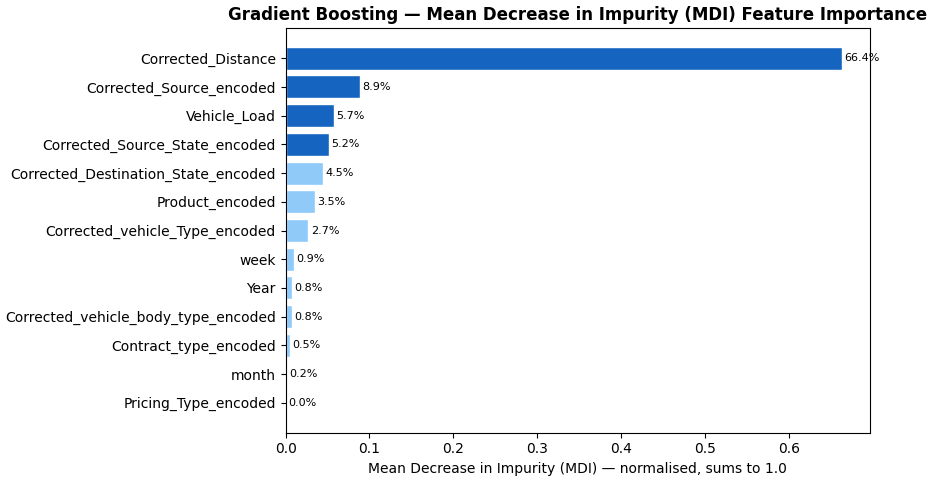 Gradient Boosting — Mean Decrease in Impurity (MDI) Feature Importance
Corrected_Distance 66.4%
Corrected_Source_encoded 8.9%
Vehicle_Load 5.7%
Corrected_Source_State_encoded 5.2%
Corrected_Destination_State_encoded 4.5%
Product_encoded 3.5%
Corrected_vehicle_Type_encoded 2.7%
week 0.9%
Year 0.8%
Corrected_vehicle_body_type_encoded 0.8%
Contract_type_encoded 0.5%
month 0.2%
Pricing_Type_encoded 0.0%
0.0 0.1 0.2 0.3 0.4 0.5 0.6
Mean Decrease in Impurity (MDI) — normalised, sums to 1.0